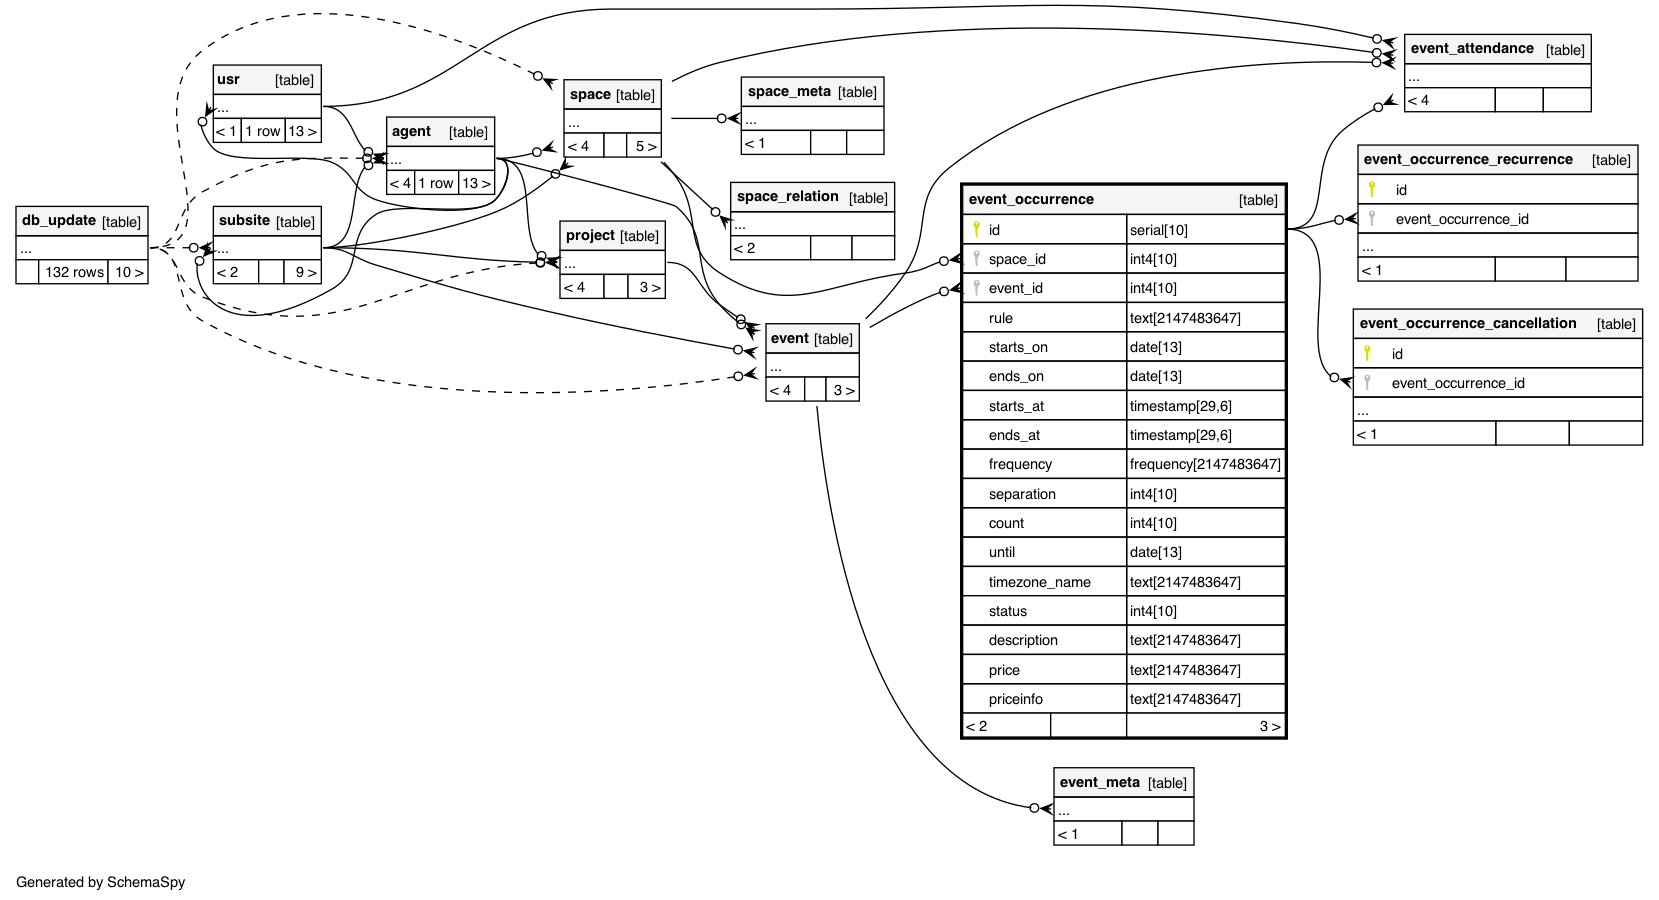 usr [table]
...
< 1 1 row 13 >
agent [table]
...
< 4 1 row 13 >
db_update [table]
...
132 rows 10 >
subsite [table]
...
< 2 9 >
space [table]
...
< 4 5 >
project [table]
...
< 4 3 >
space_meta [table]
...
< 1
space_relation [table]
...
< 2
event [table]
...
< 4 3 >
event_occurrence [table]
id serial[10]
space_id int4[10]
event_id int4[10]
rule text[2147483647]
starts_on date[13]
ends_on date[13]
starts_at timestamp[29,6]
ends_at timestamp[29,6]
frequency frequency[2147483647]
separation int4[10]
count int4[10]
until date[13]
timezone_name text[2147483647]
status int4[10]
description text[2147483647]
price text[2147483647]
priceinfo text[2147483647]
< 2 3 >
event_meta [table]
...
< 1
event_attendance [table]
...
< 4
event_occurrence_recurrence [table]
id
event_occurrence_id
...
< 1
event_occurrence_cancellation [table]
id
event_occurrence_id
...
< 1
Generated by SchemaSpy